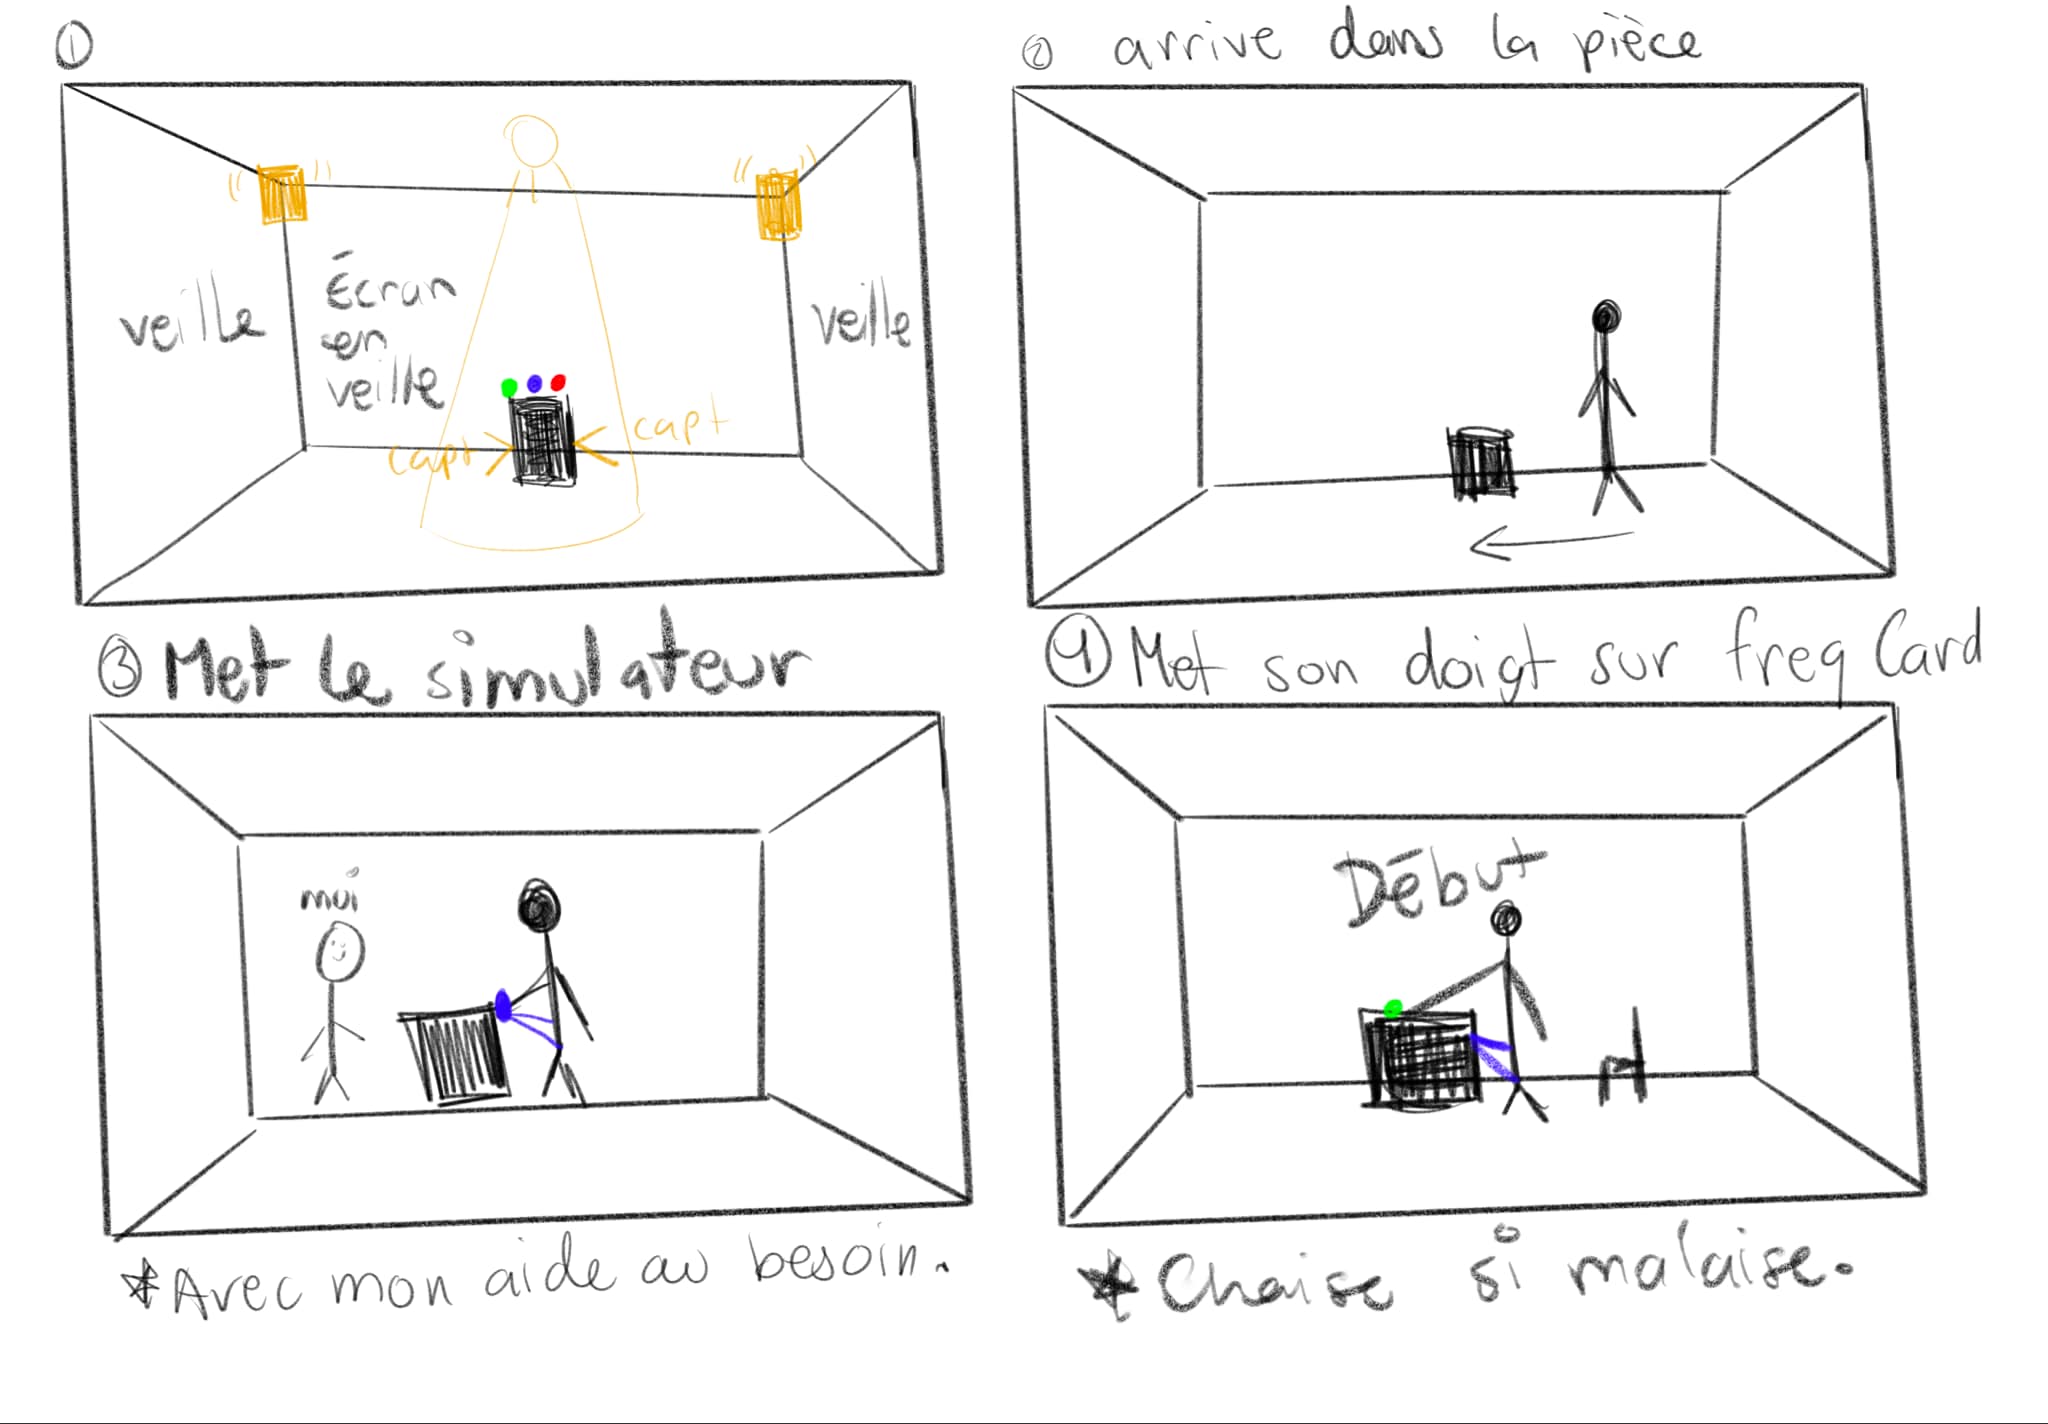 ①
veille
Écran
en
veille
veille
capt
capt
② arrive dans la pièce
③ Met le simulateur
moi
*Avec mon aide au besoin.
④ Met son doigt sur freq Card
Début
*Chaise si malaise.